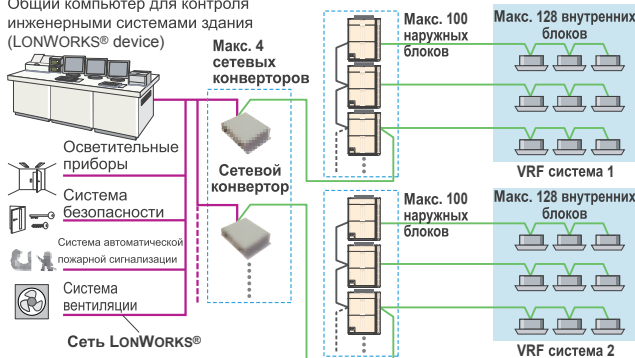 Общий компьютер для контроля
инженерными системами здания
(LONWORKS® device)
Макс. 4
сетевых
конверторов
Макс. 100
наружных
блоков
Макс. 128 внутренних
блоков
Осветительные
приборы
Сетевой
конвертор
VRF система 1
Система
безопасности
Макс. 100
наружных
блоков
Макс. 128 внутренних
блоков
Система автоматической
пожарной сигнализации
Система
вентиляции
Сеть LONWORKS®
VRF система 2